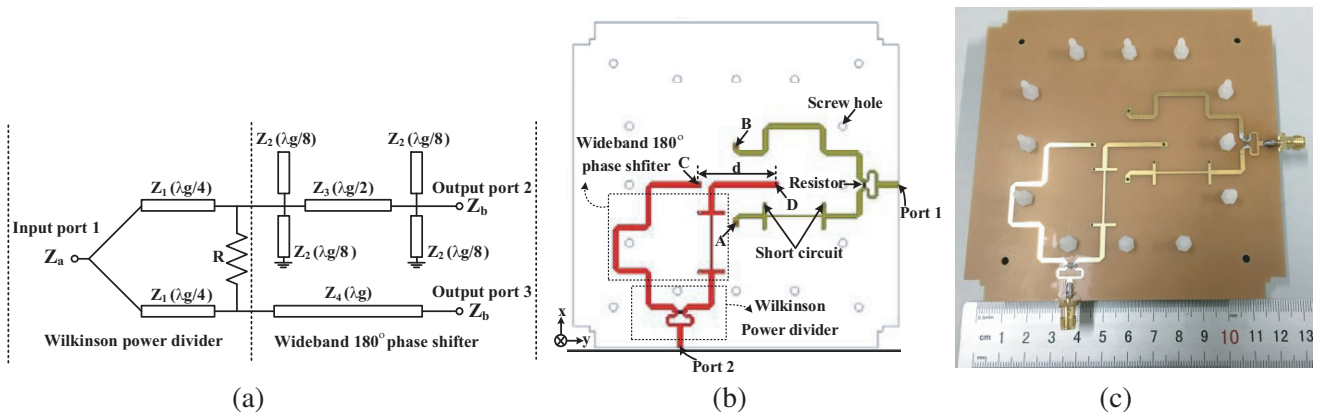 Z₂(λg/8)
Z₂(λg/8)
Z₁(λg/4)
Z₃(λg/2)
Output port 2
Z_b
Input port 1
Z_a
R
Z₂(λg/8)
Z₂(λg/8)
Z₁(λg/4)
Z₄(λg)
Output port 3
Z_b
Wilkinson power divider
Wideband 180° phase shifter
(a)
Screw hole
B
Wideband 180°
phase shfiter
C
d
Resistor
D
Port 1
A
Short circuit
Wilkinson
Power divider
x
y
Port 2
(b)
0.5mm
cm 1 2 3 4 5 6 7 8 9 10 11 12 13
(c)